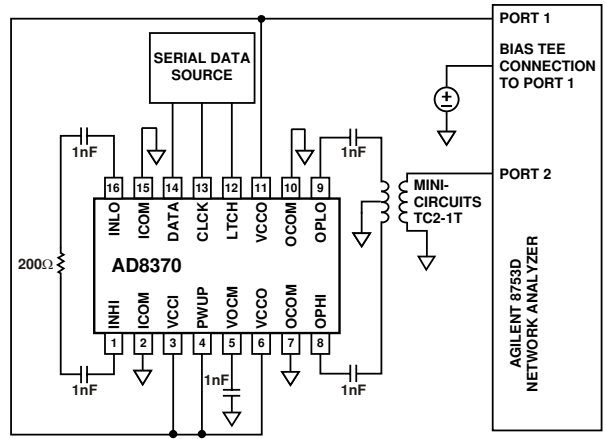 PORT 1
BIAS TEE
CONNECTION
TO PORT 1
SERIAL DATA
SOURCE
1nF
1nF
16
15
14
13
12
11
10
9
INLO
ICOM
DATA
CLCK
LTCH
VCCO
OCOM
OPLO
PORT 2
MINI-
CIRCUITS
TC2-1T
200Ω
AD8370
INHI
ICOM
VCCI
PWUP
VOCM
VCCO
OCOM
OPHI
1
2
3
4
5
6
7
8
1nF
1nF
1nF
AGILENT 8753D
NETWORK ANALYZER